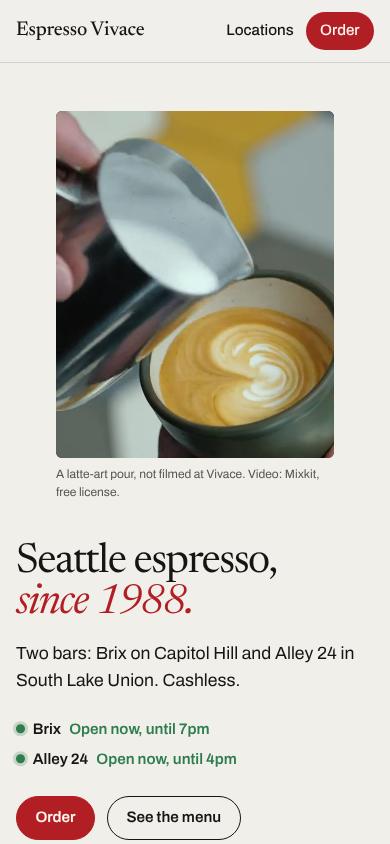 Espresso Vivace
Locations
Order
A latte-art pour, not filmed at Vivace. Video: Mixkit,
free license.
Seattle espresso,
since 1988.
Two bars: Brix on Capitol Hill and Alley 24 in
South Lake Union. Cashless.
Brix Open now, until 7pm
Alley 24 Open now, until 4pm
Order
See the menu